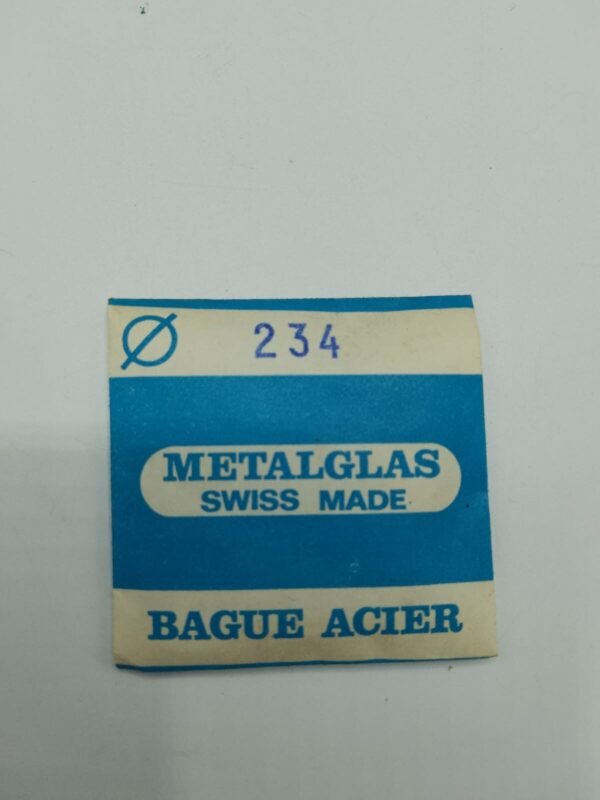 Ø 234
METALGLAS
SWISS MADE
BAGUE ACIER